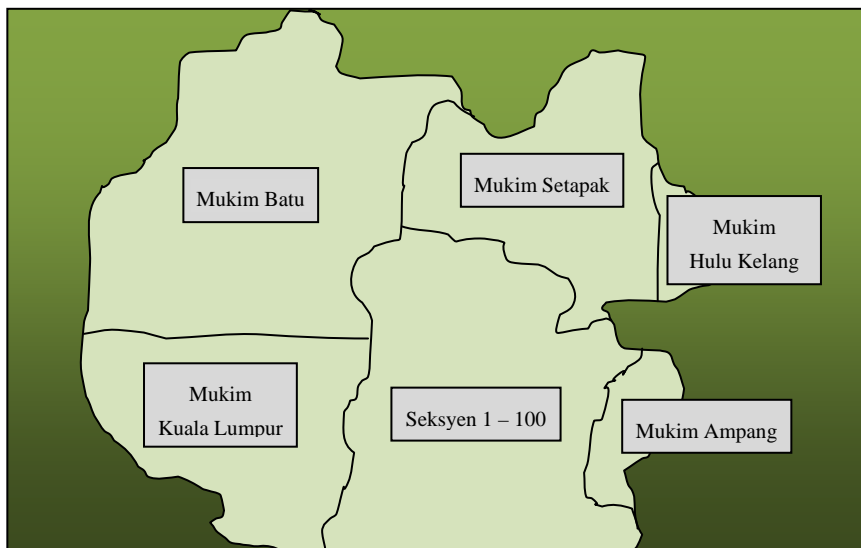 Mukim Batu
Mukim Setapak
Mukim
Hulu Kelang
Mukim
Kuala Lumpur
Seksyen 1 – 100
Mukim Ampang